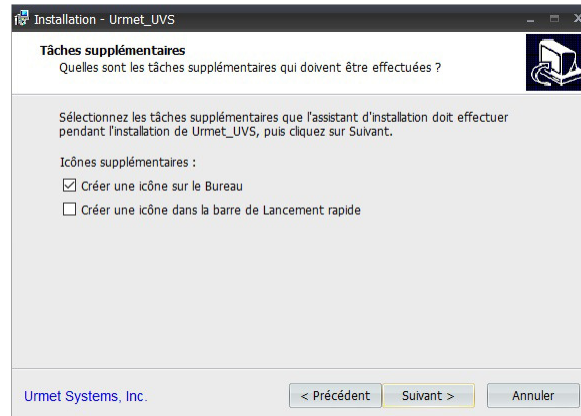 Installation - Urmet_UVS
Tâches supplémentaires
Quelles sont les tâches supplémentaires qui doivent être effectuées ?
Sélectionnez les tâches supplémentaires que l'assistant d'installation doit effectuer
pendant l'installation de Urmet_UVS, puis cliquez sur Suivant.
Icônes supplémentaires :
Créer une icône sur le Bureau
Créer une icône dans la barre de Lancement rapide
Urmet Systems, Inc. < Précédent Suivant > Annuler